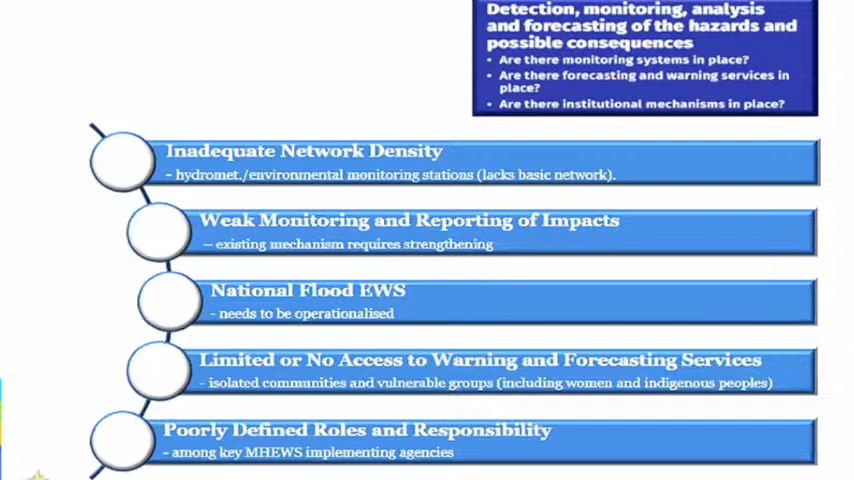 Detection, monitoring, analysis
and forecasting of the hazards and
possible consequences
• Are there monitoring systems in place?
• Are there forecasting and warning services in
place?
• Are there institutional mechanisms in place?
Inadequate Network Density
- hydromet./environmental monitoring stations (lacks basic network).
Weak Monitoring and Reporting of Impacts
– existing mechanism requires strengthening
National Flood EWS
- needs to be operationalised
Limited or No Access to Warning and Forecasting Services
- isolated communities and vulnerable groups (including women and indigenous peoples)
Poorly Defined Roles and Responsibility
- among key MHEWS implementing agencies